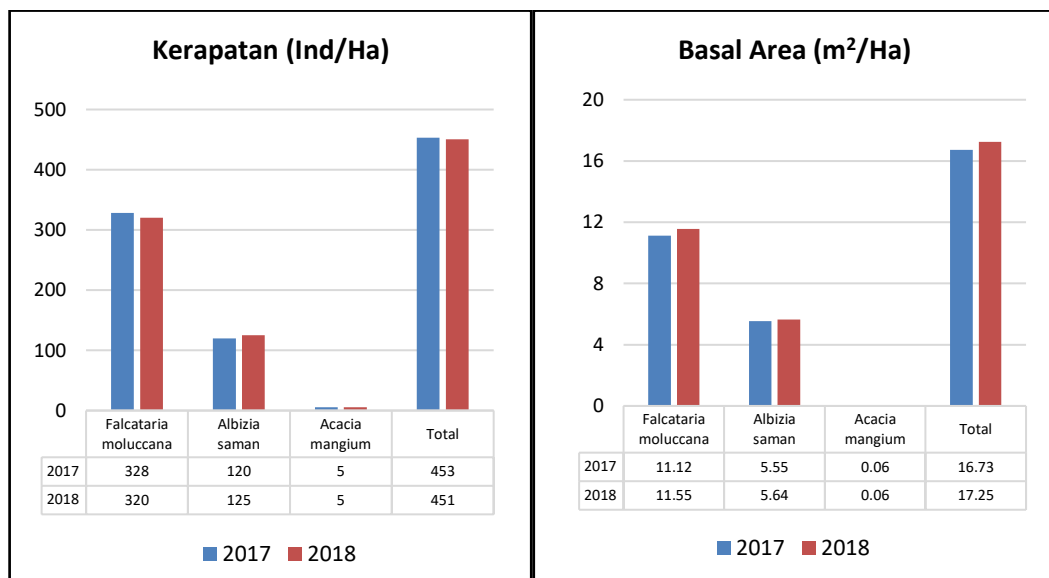 Kerapatan (Ind/Ha)
500
400
300
200
100
0
Falcataria moluccana Albizia saman Acacia mangium Total
2017 328 120 5 453
2018 320 125 5 451
2017 2018
Basal Area (m²/Ha)
20
16
12
8
4
0
Falcataria moluccana Albizia saman Acacia mangium Total
2017 11.12 5.55 0.06 16.73
2018 11.55 5.64 0.06 17.25
2017 2018